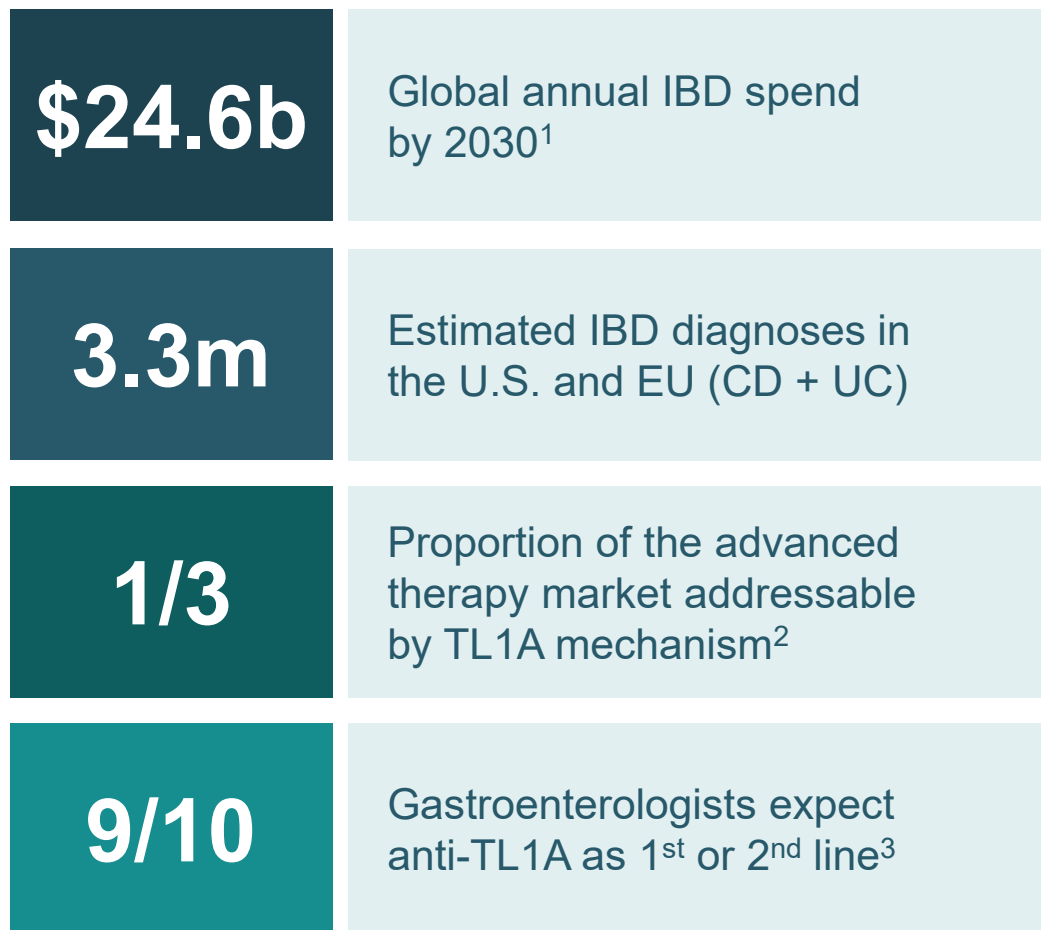 $24.6b
Global annual IBD spend
by 2030¹
3.3m
Estimated IBD diagnoses in
the U.S. and EU (CD + UC)
1/3
Proportion of the advanced
therapy market addressable
by TL1A mechanism²
9/10
Gastroenterologists expect
anti-TL1A as 1st or 2nd line³